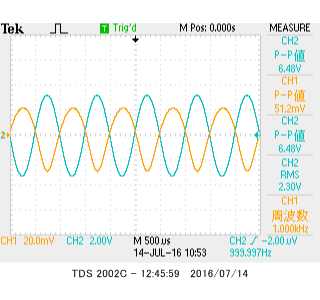 Tek Trig'd M Pos: 0.000s MEASURE
CH2
P-P値
6.48V
CH1
P-P値
51.2mV
CH2
P-P値
6.48V
CH2
RMS
2.30V
CH1
周波数
1.000kHz
2
CH1 20.0mV CH2 2.00V M 500us CH2 -2.00V
14-JUL-16 10:53 999.997Hz
TDS 2002C - 12:45:59 2016/07/14